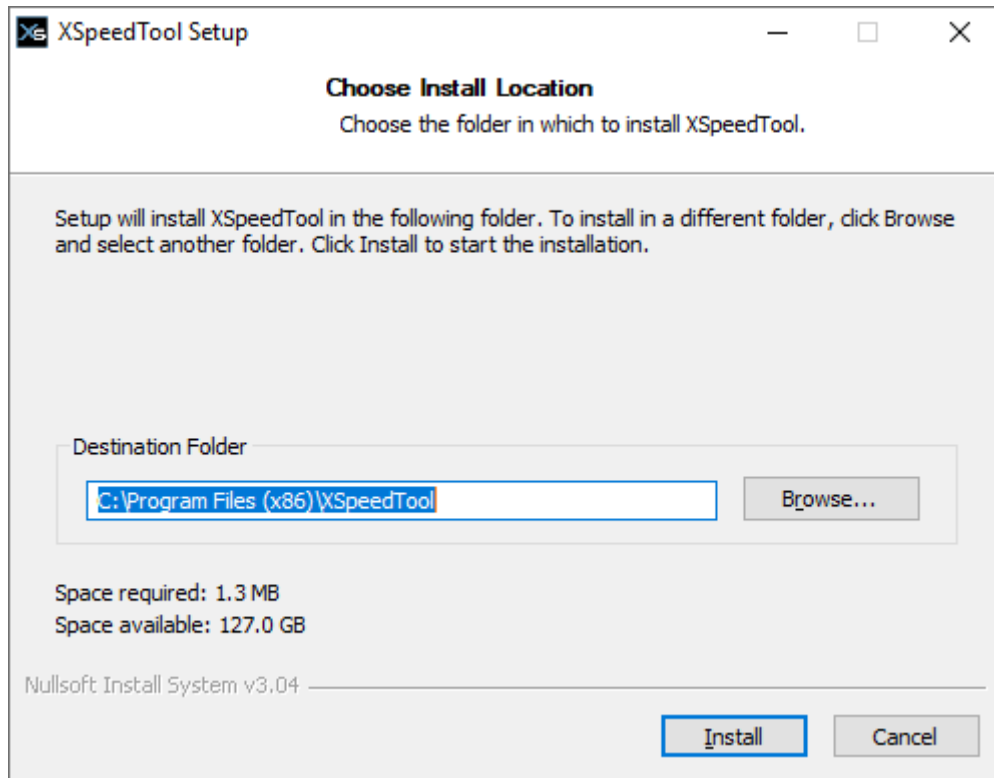 Xs XSpeedTool Setup
Choose Install Location
Choose the folder in which to install XSpeedTool.
Setup will install XSpeedTool in the following folder. To install in a different folder, click Browse
and select another folder. Click Install to start the installation.
Destination Folder
C:\Program Files (x86)\XSpeedTool
Browse...
Space required: 1.3 MB
Space available: 127.0 GB
Nullsoft Install System v3.04
Install
Cancel